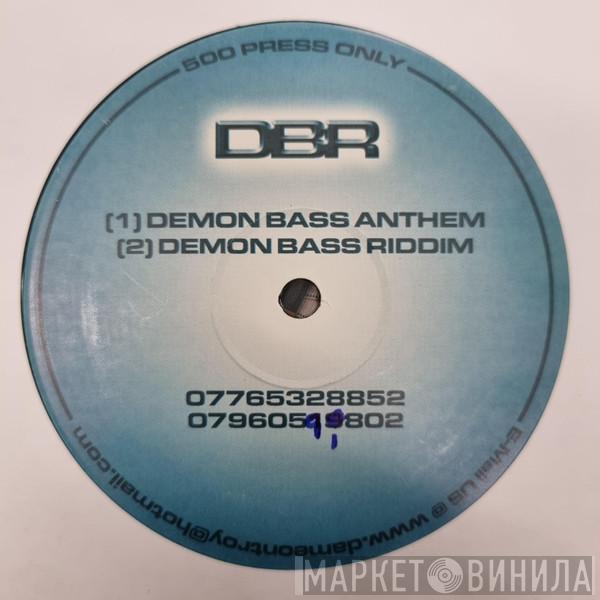 500 PRESS ONLY
DBR
(1) DEMON BASS ANTHEM
(2) DEMON BASS RIDDIM
07765328852
E-Mail US @ www.dameontroy@hotmail.com
МАРКЕТ ВИНИЛА